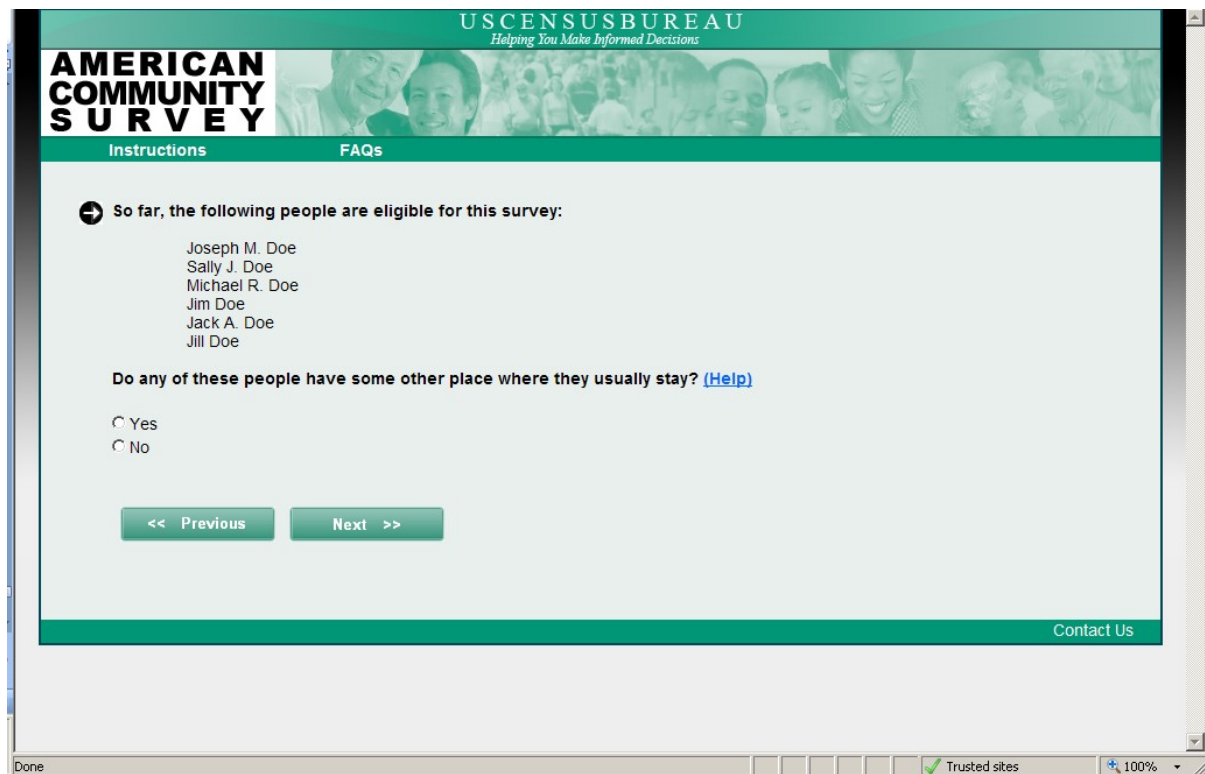 USCENSUSBUREAU
Helping You Make Informed Decisions
AMERICAN
COMMUNITY
SURVEY
Instructions FAQs
So far, the following people are eligible for this survey:
Joseph M. Doe
Sally J. Doe
Michael R. Doe
Jim Doe
Jack A. Doe
Jill Doe
Do any of these people have some other place where they usually stay? (Help)
Yes
No
<< Previous Next >>
Contact Us
Done Trusted sites 100%